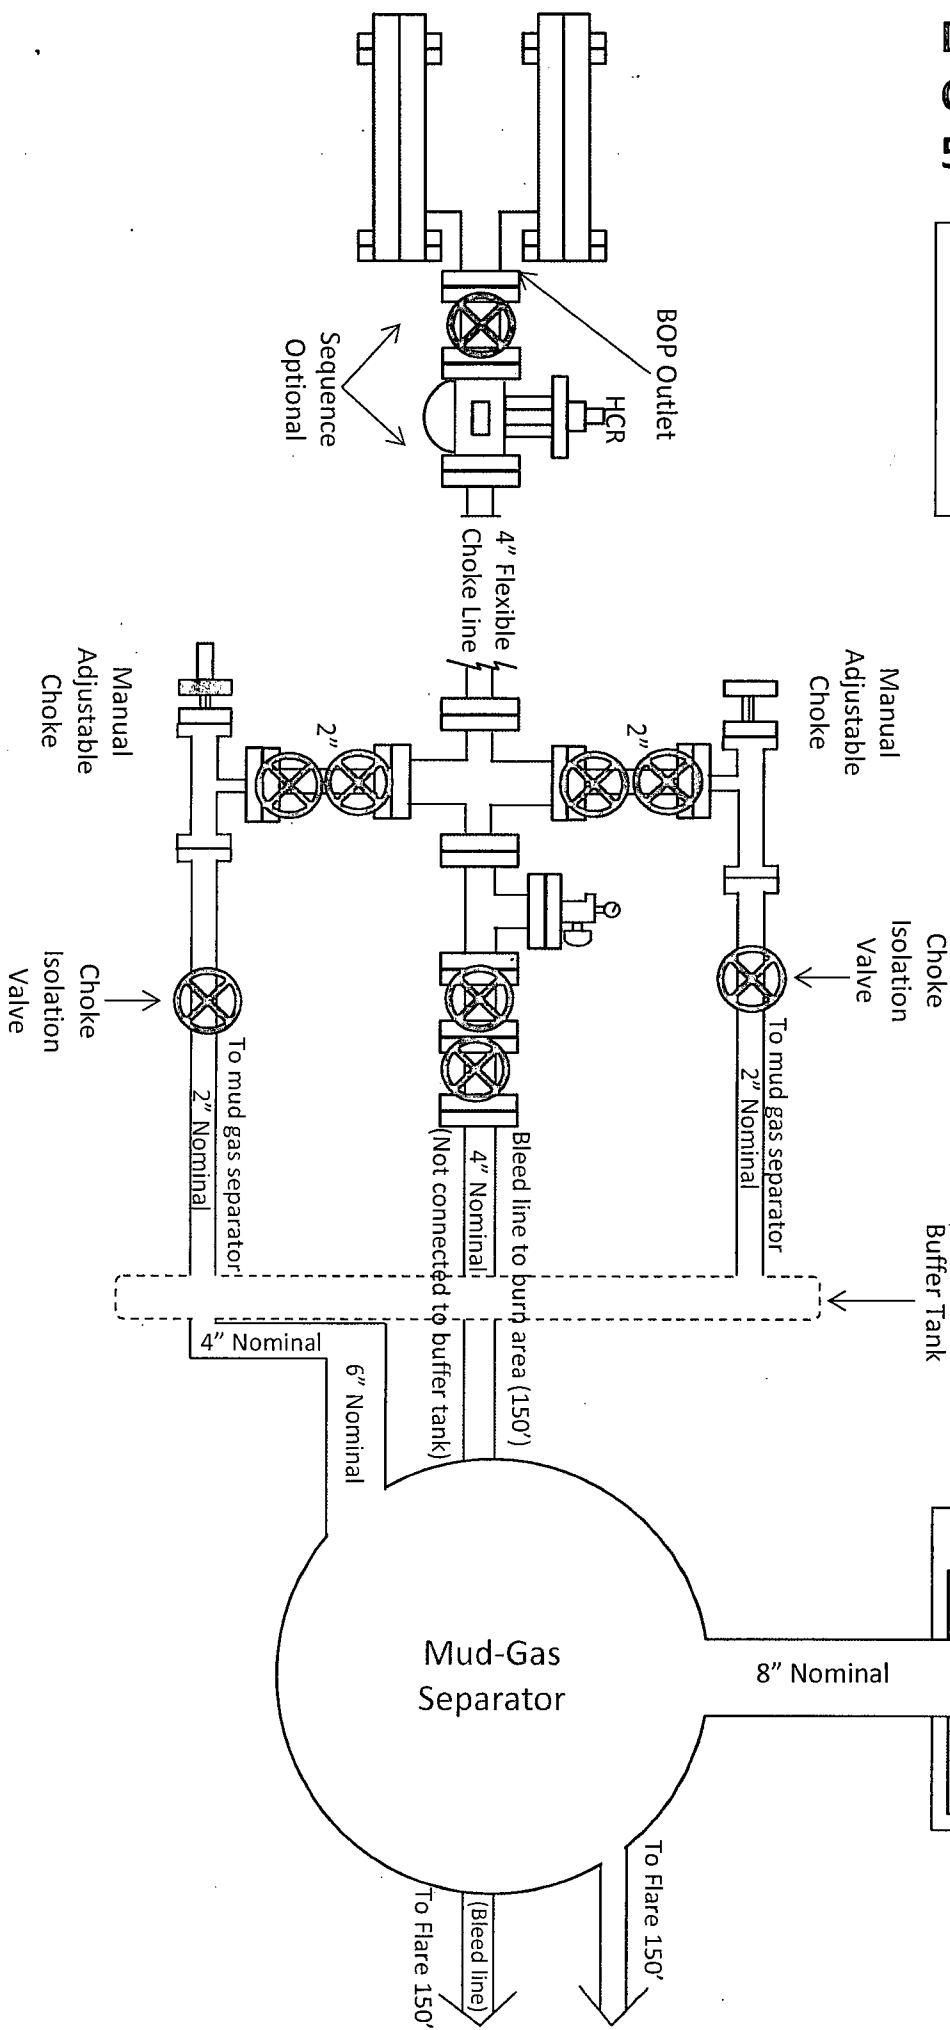 BOP Outlet
HCR
Sequence
Optional
4" Flexible
Choke Line
Manual
Adjustable
Choke
2"
2"
Manual
Adjustable
Choke
Choke
Isolation
Valve
Choke
Isolation
Valve
To mud gas separator
2" Nominal
Bleed line to burn area (150')
4" Nominal
(Not connected to buffer tank)
To mud gas separator
2" Nominal
Buffer Tank
4" Nominal
6" Nominal
Mud-Gas
Separator
8" Nominal
To Flare 150'
(Bleed line)
To Flare 150'